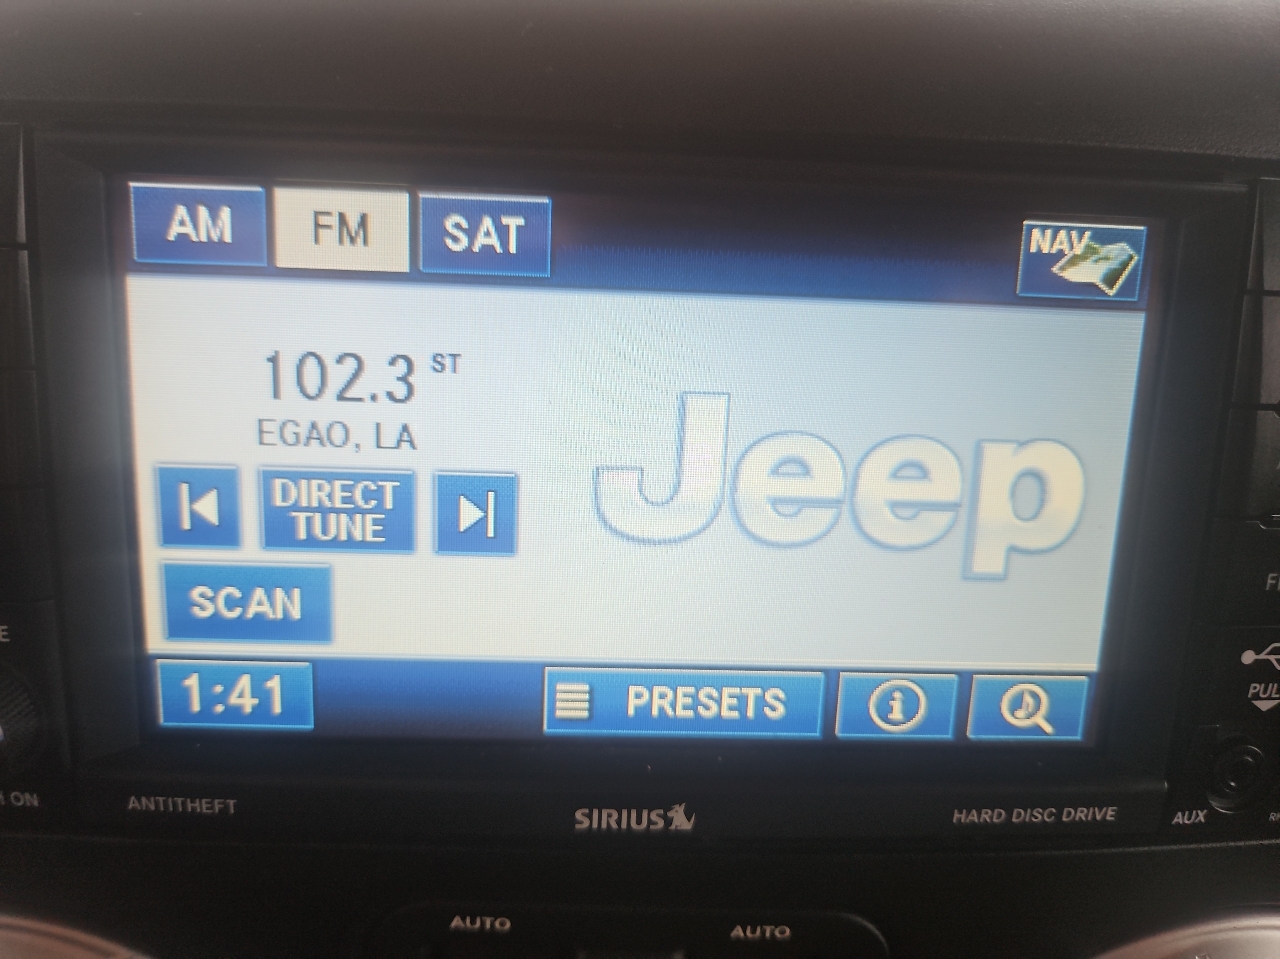 AM FM SAT
NAV
102.3 ST
EGAO, LA
DIRECT
TUNE
SCAN
Jeep
1:41 PRESETS i
ANTITHEFT SIRIUS HARD DISC DRIVE AUX
ON
AUTO AUTO